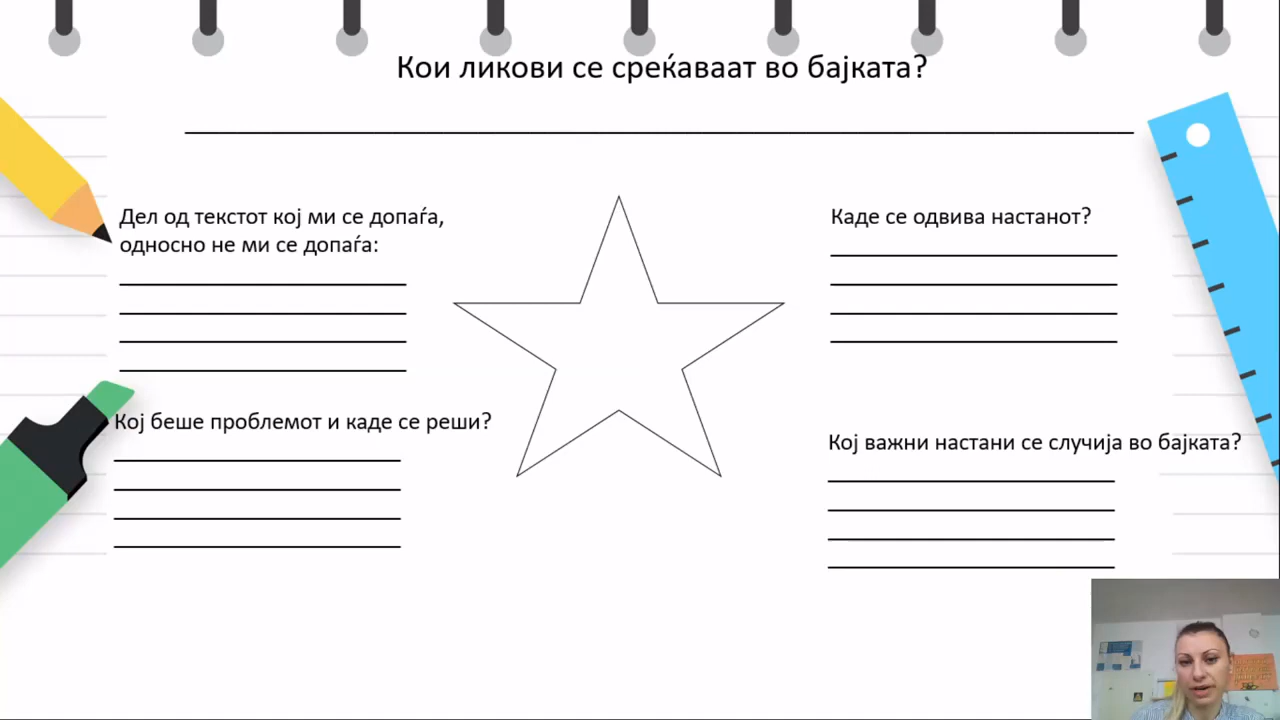 Кои ликови се среќаваат во бајката?
Дел од текстот кој ми се допаѓа,
односно не ми се допаѓа:
Каде се одвива настанот?
Кој беше проблемот и каде се реши?
Кој важни настани се случија во бајката?